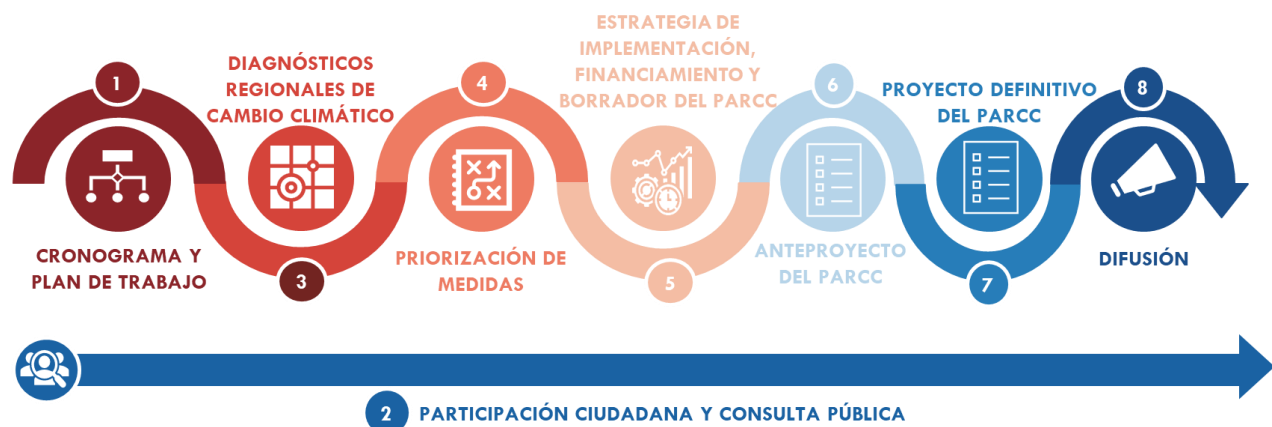 1
CRONOGRAMA Y
PLAN DE TRABAJO
DIAGNÓSTICOS
REGIONALES DE
CAMBIO CLIMÁTICO
3
4
PRIORIZACIÓN DE
MEDIDAS
ESTRATEGIA DE
IMPLEMENTACIÓN,
FINANCIAMIENTO Y
BORRADOR DEL PARCC
5
6
ANTEPROYECTO
DEL PARCC
PROYECTO DEFINITIVO
DEL PARCC
7
8
DIFUSIÓN
2 PARTICIPACIÓN CIUDADANA Y CONSULTA PÚBLICA